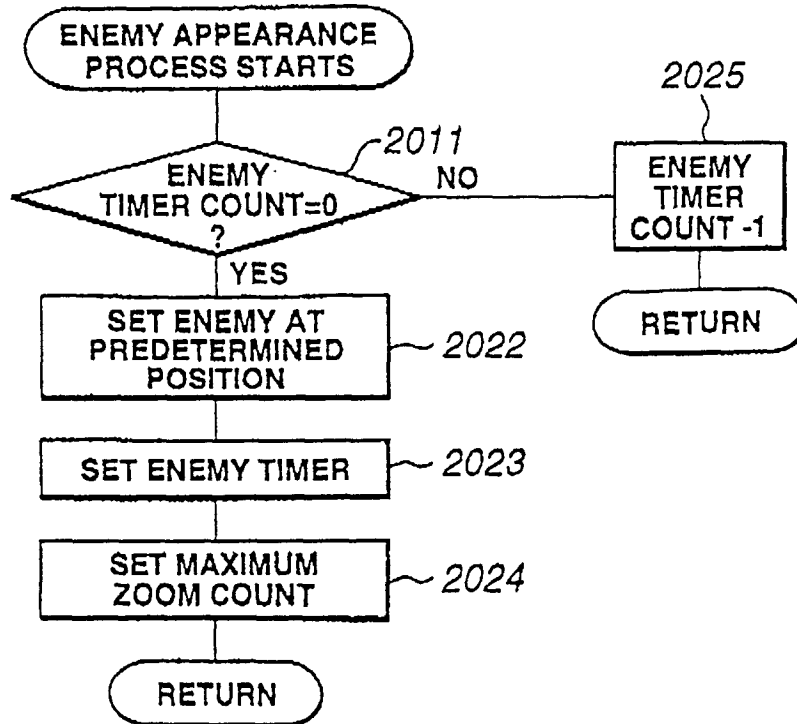 ENEMY APPEARANCE
PROCESS STARTS
2011
ENEMY
TIMER COUNT=0
?
NO
YES
2025
ENEMY
TIMER
COUNT -1
RETURN
SET ENEMY AT
PREDETERMINED
POSITION
2022
SET ENEMY TIMER
2023
SET MAXIMUM
ZOOM COUNT
2024
RETURN